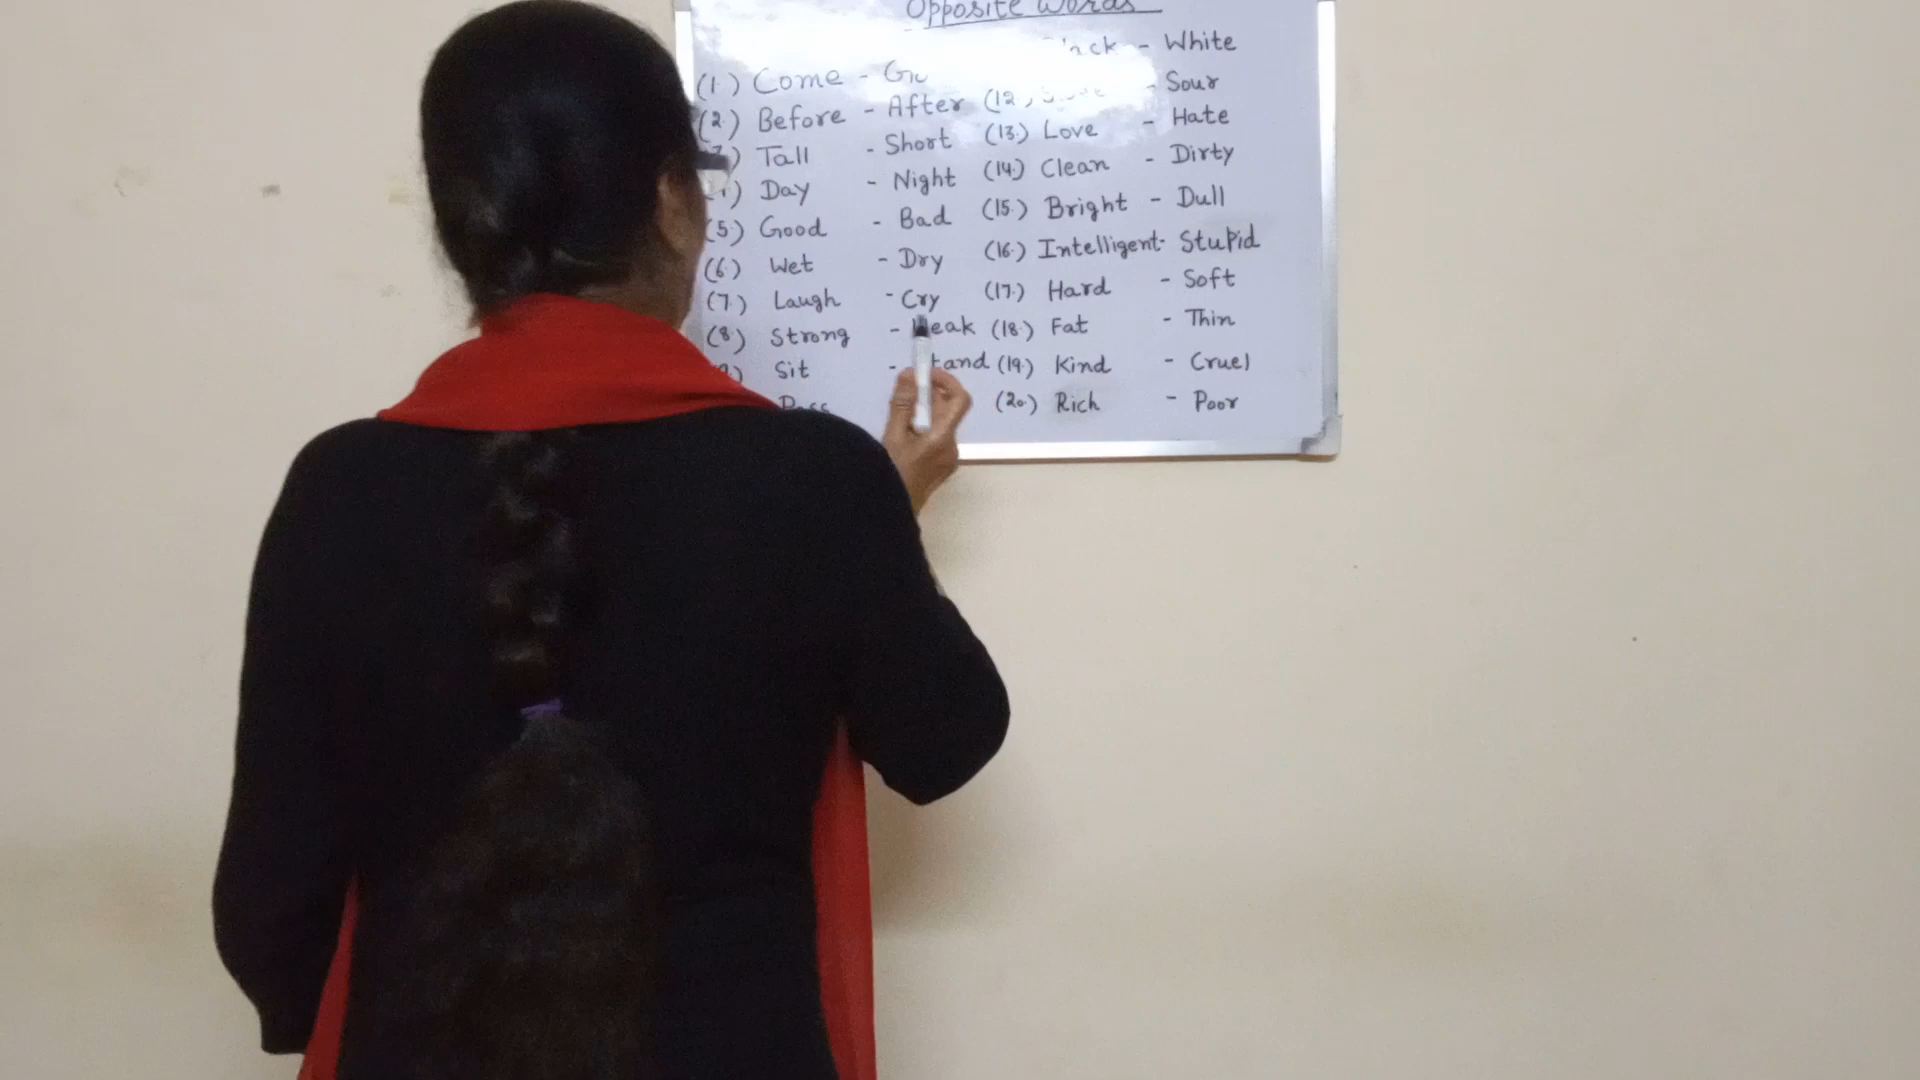 Opposite Words
(1.) Come -
(2.) Before - After
Tall - Short
Day - Night
(5.) Good - Bad
(6.) Wet - Dry
(7.) Laugh - Cry
(8.) Strong -
Sit -
- White
(12. - Sour
(13.) Love - Hate
(14.) Clean - Dirty
(15.) Bright - Dull
(16.) Intelligent - Stupid
(17.) Hard - Soft
(18.) Fat - Thin
(19.) Kind - Cruel
(20.) Rich - Poor